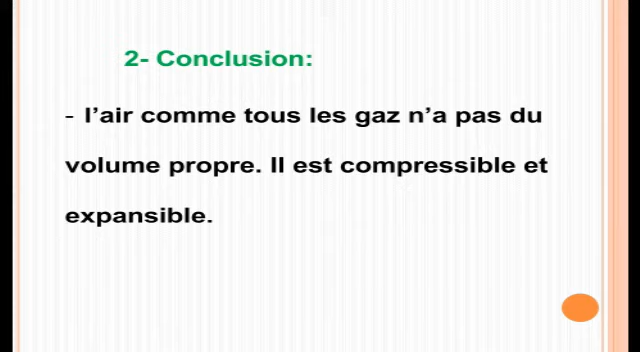 2- Conclusion:
- l’air comme tous les gaz n’a pas du
volume propre. Il est compressible et
expansible.